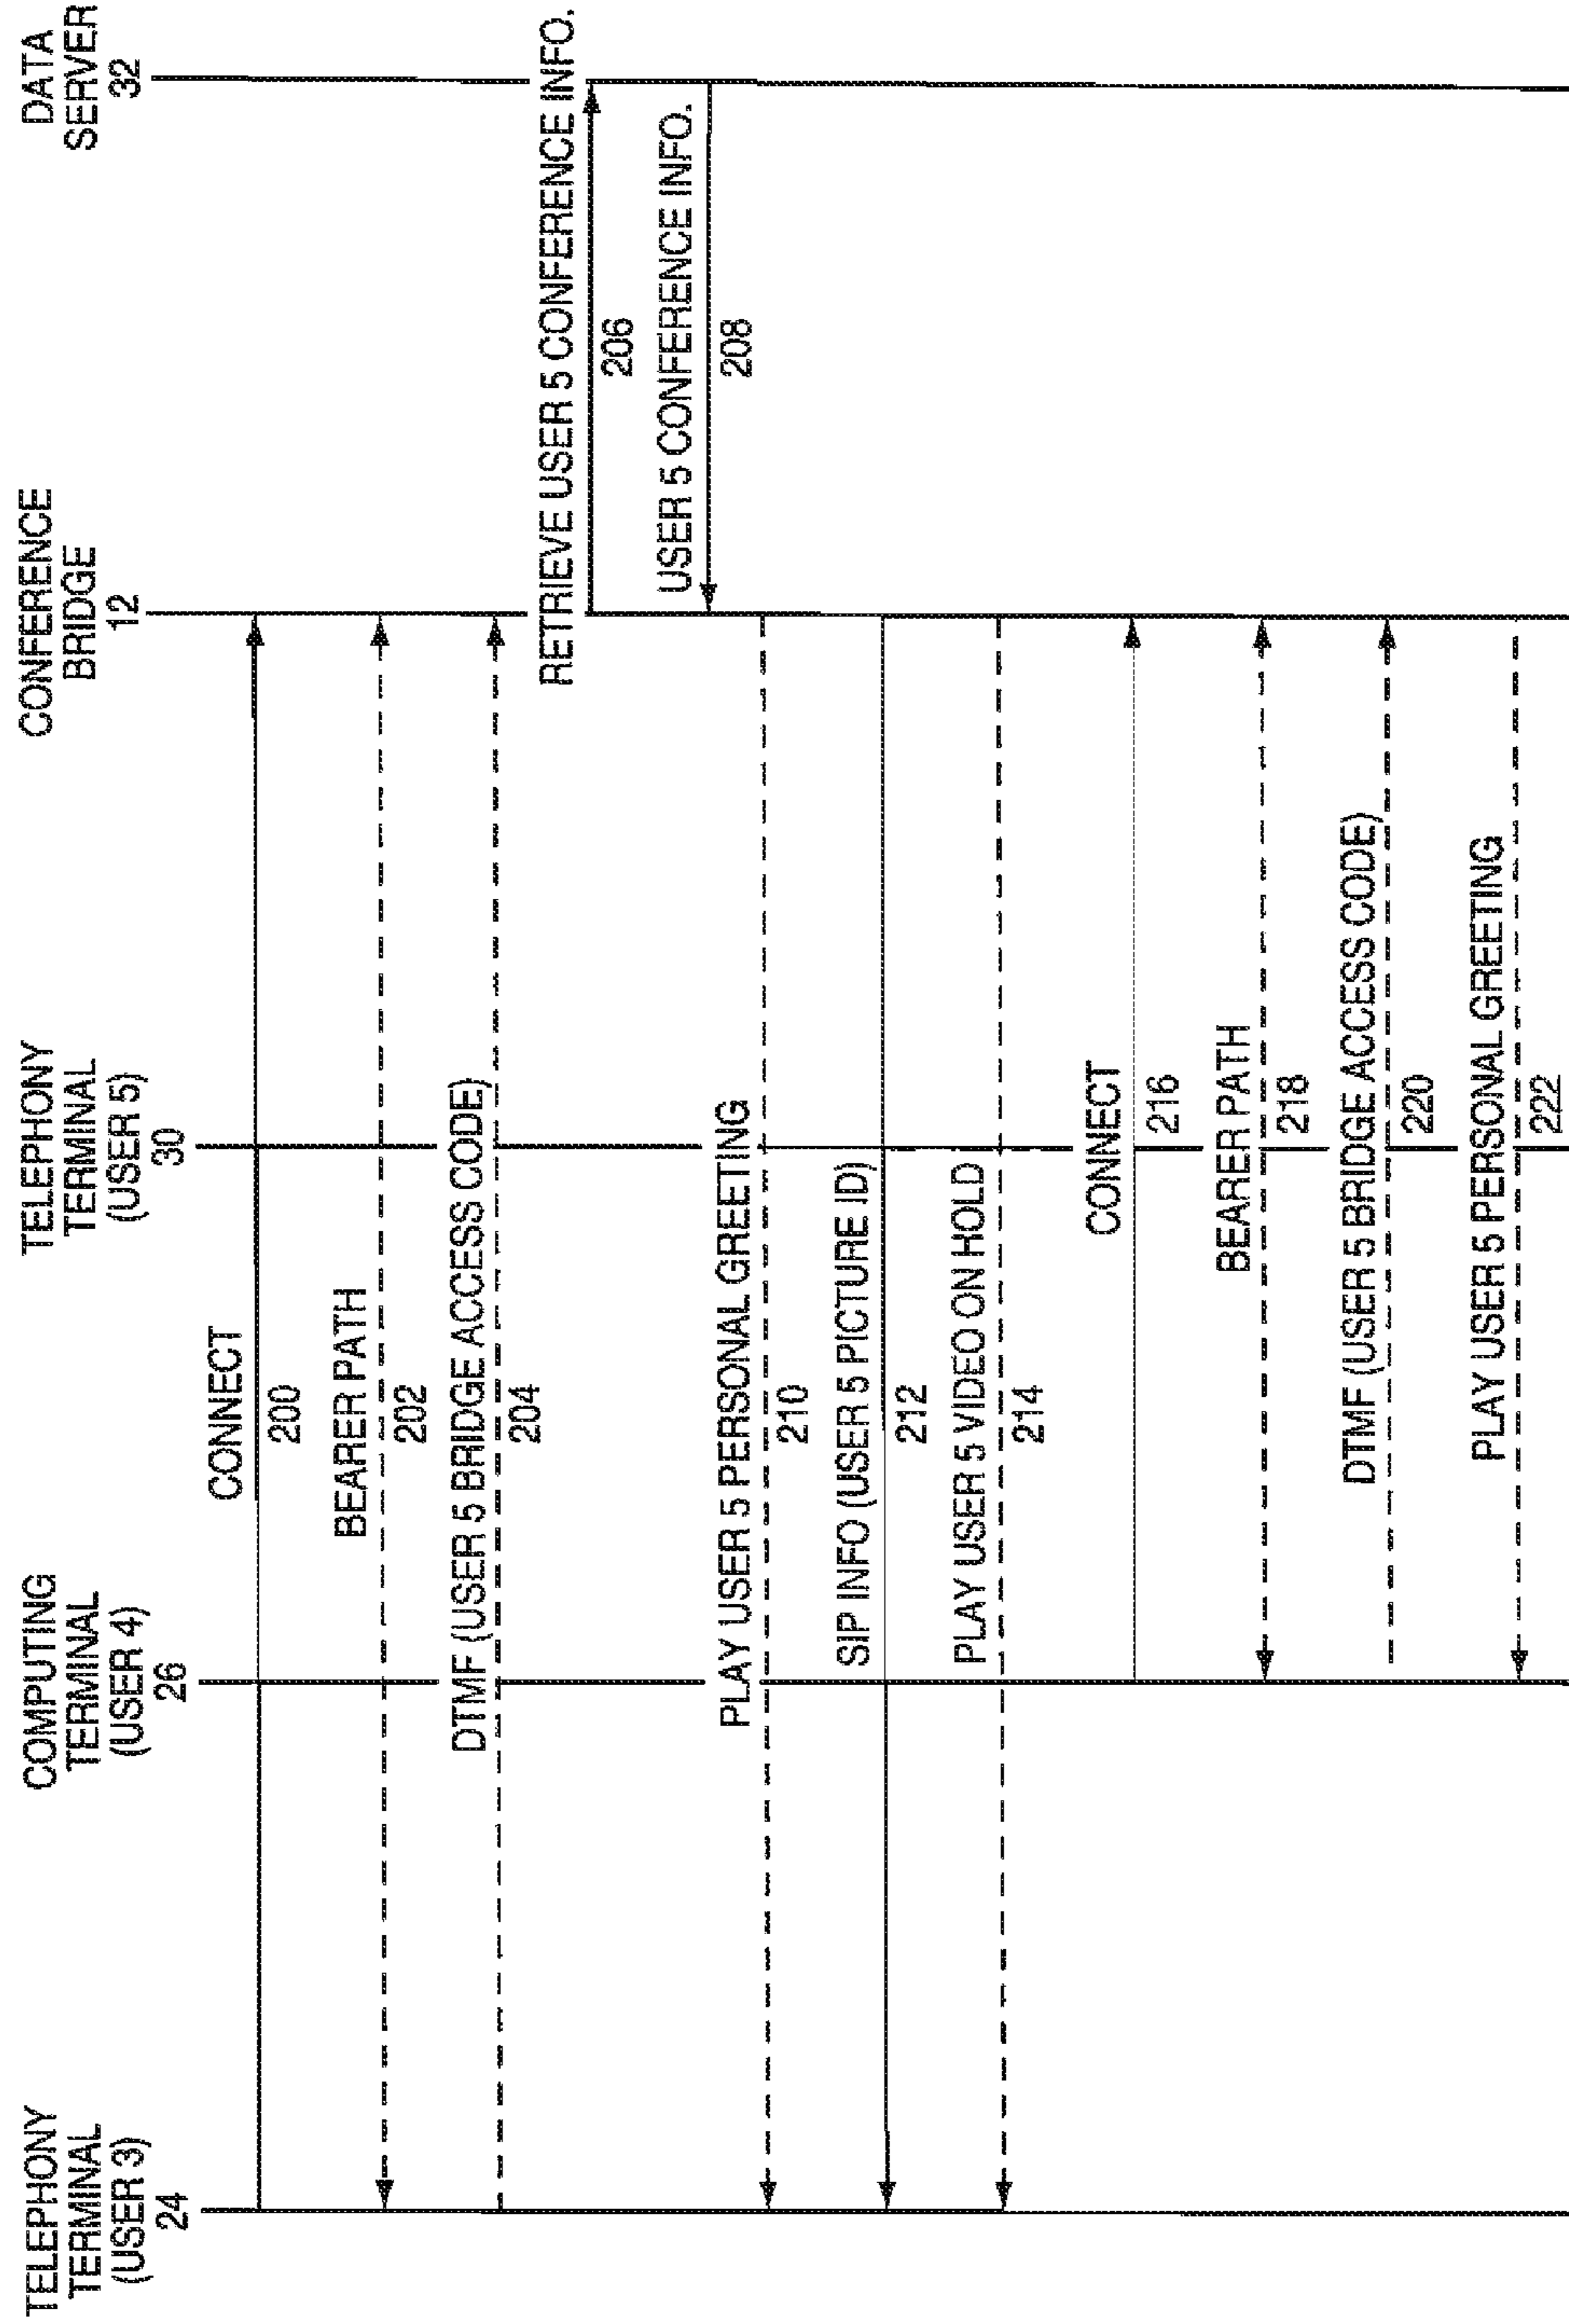 TELEPHONY
TERMINAL
(USER 3)
24
COMPUTING
TERMINAL
(USER 4)
26
TELEPHONY
TERMINAL
(USER 5)
30
CONFERENCE
BRIDGE
12
DATA
SERVER
32
CONNECT
200
BEARER PATH
202
DTMF (USER 5 BRIDGE ACCESS CODE)
204
RETRIEVE USER 5 CONFERENCE INFO.
206
USER 5 CONFERENCE INFO.
208
PLAY USER 5 PERSONAL GREETING
210
SIP INFO (USER 5 PICTURE ID)
212
PLAY USER 5 VIDEO ON HOLD
214
CONNECT
216
BEARER PATH
218
DTMF (USER 5 BRIDGE ACCESS CODE)
220
PLAY USER 5 PERSONAL GREETING
222